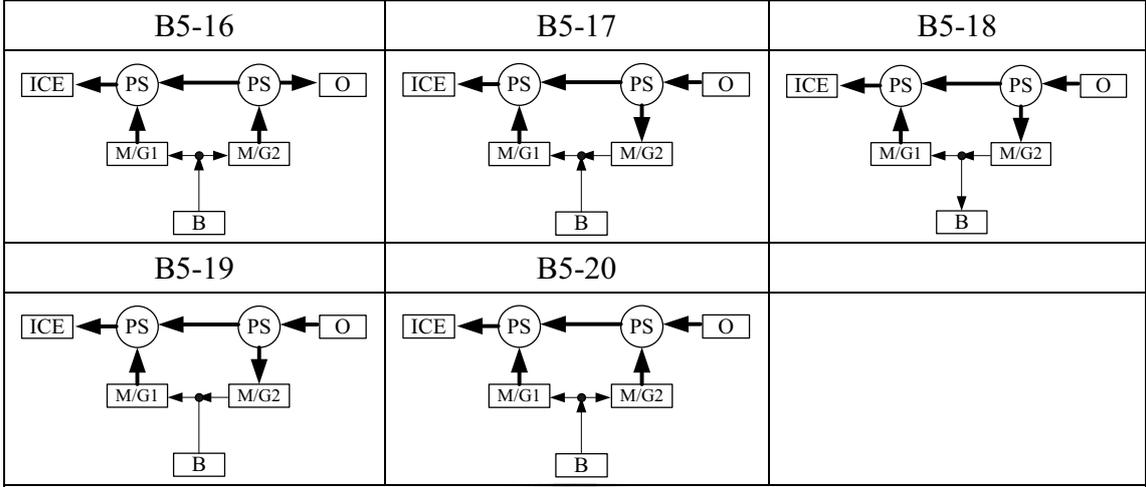 B5-16 B5-17 B5-18
ICE PS PS O ICE PS PS O ICE PS PS O
M/G1 M/G2 M/G1 M/G2 M/G1 M/G2
B B B
B5-19 B5-20
ICE PS PS O ICE PS PS O
M/G1 M/G2 M/G1 M/G2
B B